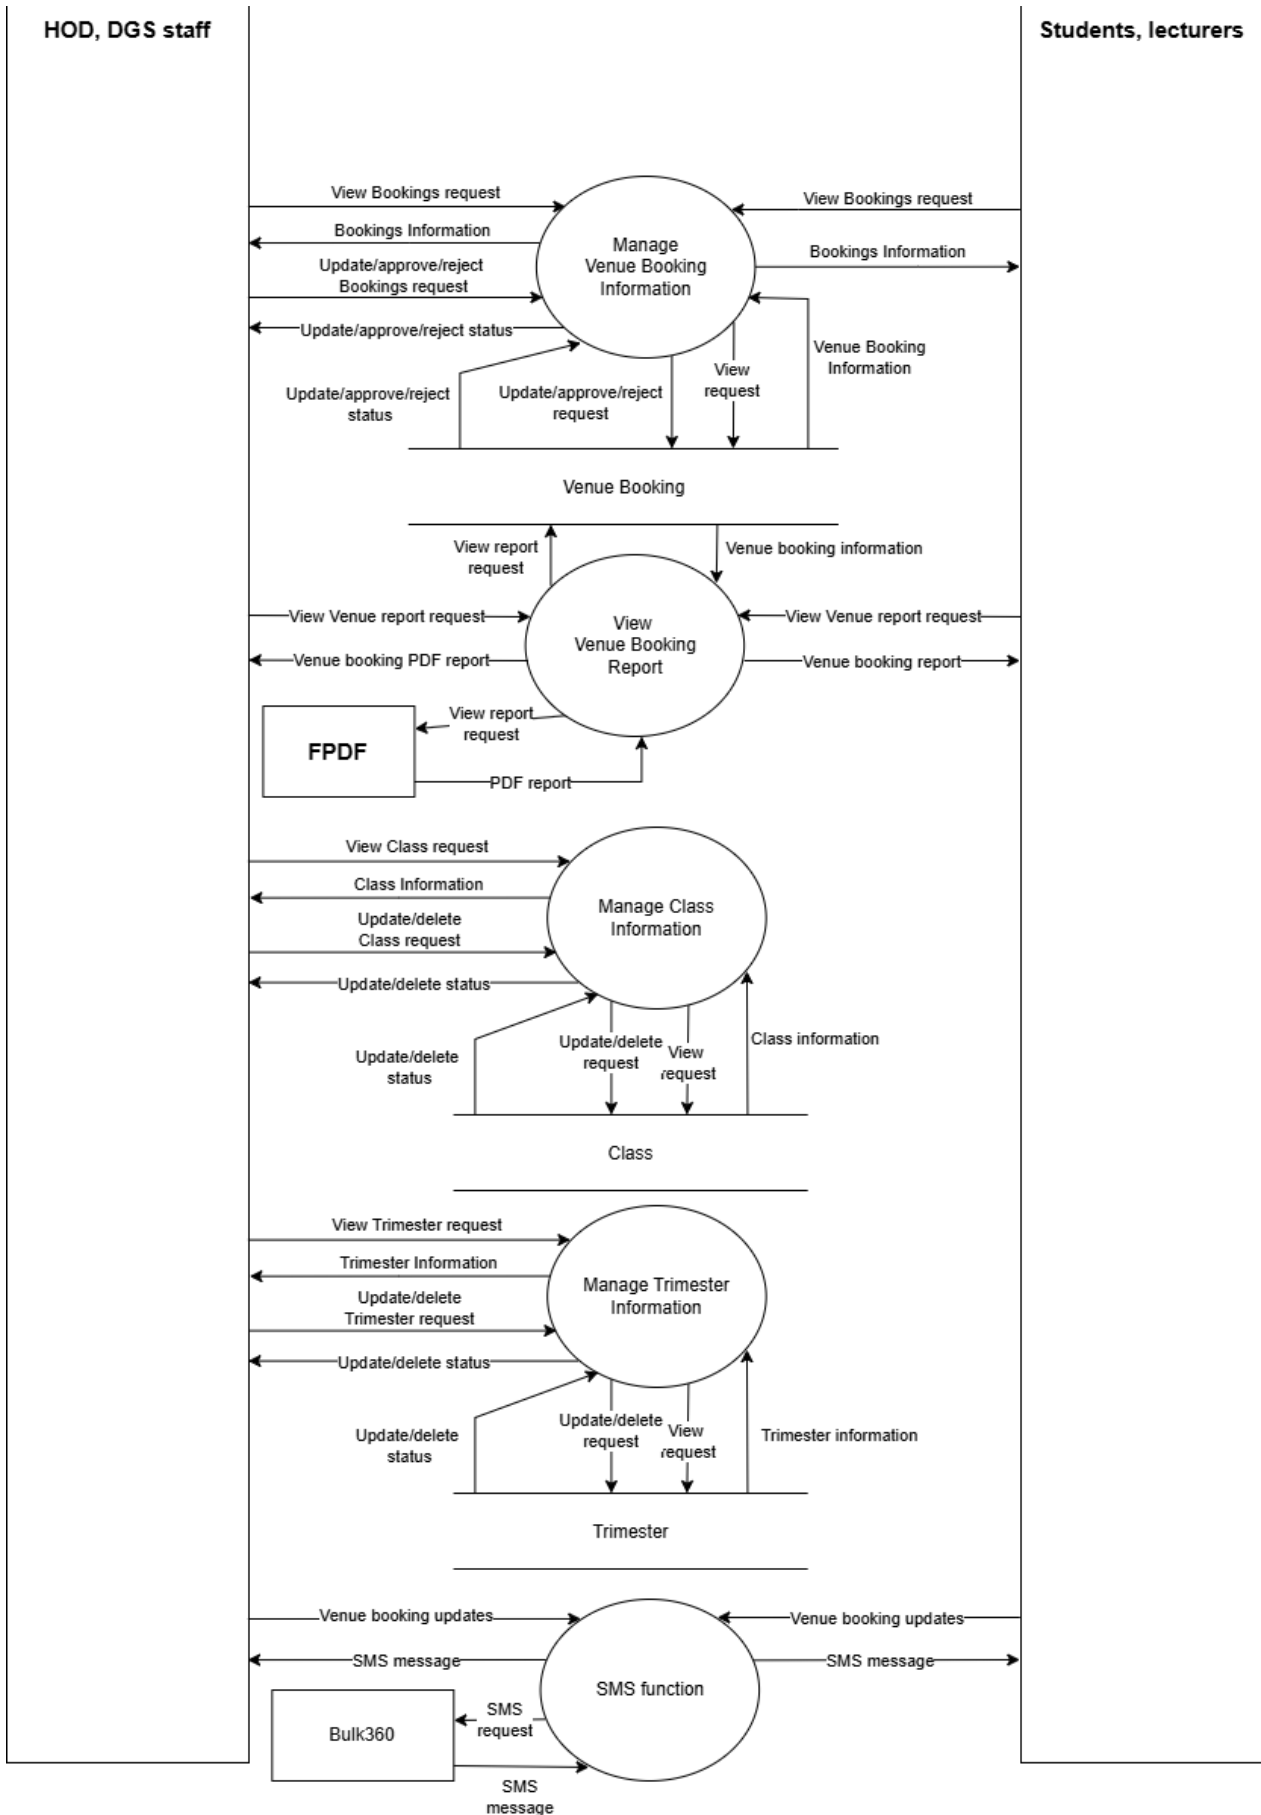 HOD, DGS staff
Students, lecturers
View Bookings request
View Bookings request
Bookings Information
Manage
Venue Booking
Information
Bookings Information
Update/approve/reject
Bookings request
Update/approve/reject status
Update/approve/reject
status
Update/approve/reject
request
View
request
Venue Booking
Information
Venue Booking
View report
request
Venue booking information
View Venue report request
View
Venue Booking
Report
View Venue report request
Venue booking PDF report
Venue booking report
View report
request
FPDF
PDF report
View Class request
Class Information
Manage Class
Information
Update/delete
Class request
Update/delete status
Update/delete
status
Update/delete
request
View
request
Class information
Class
View Trimester request
Trimester Information
Manage Trimester
Information
Update/delete
Trimester request
Update/delete status
Update/delete
status
Update/delete
request
View
request
Trimester information
Trimester
Venue booking updates
Venue booking updates
SMS message
SMS function
SMS message
Bulk360
SMS
request
SMS
message